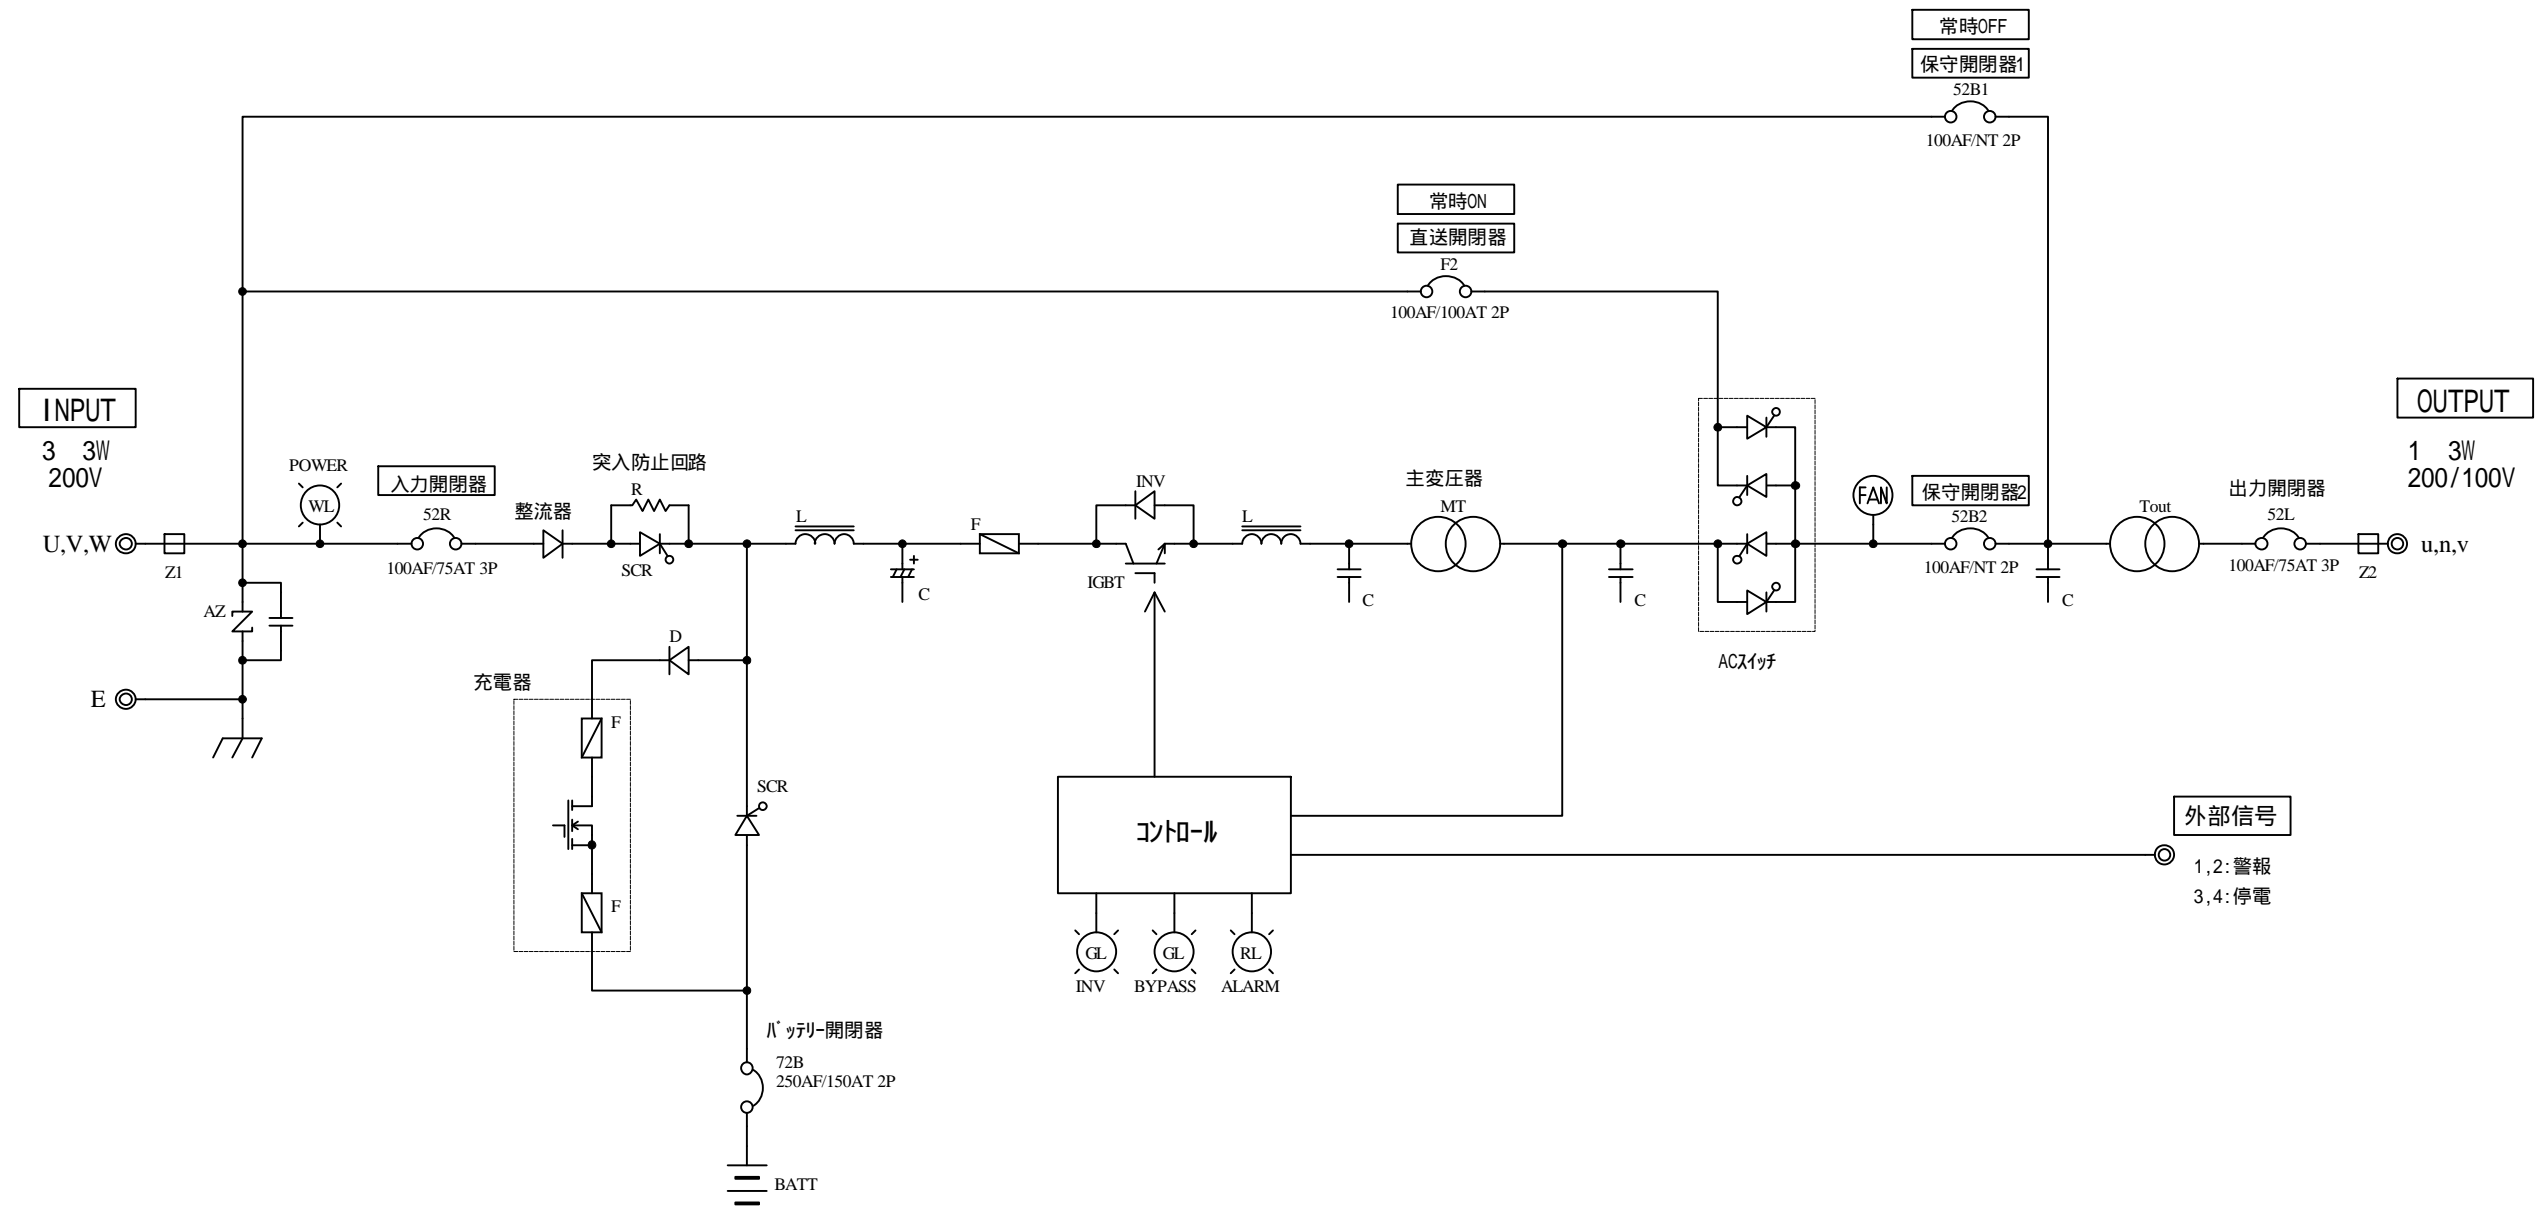 常時OFF
保守開閉器1
52B1
100AF/NT 2P
常時ON
直送開閉器
F2
100AF/100AT 2P
INPUT
3 3W
200V
OUTPUT
1 3W
200/100V
POWER
WL
入力開閉器
52R
100AF/75AT 3P
整流器
突入防止回路
R
SCR
L
C
F
INV
IGBT
L
C
主変圧器
MT
C
ACスイッチ
FAN
保守開閉器2
52B2
100AF/NT 2P
C
Tout
出力開閉器
52L
100AF/75AT 3P
Z2
u,n,v
U,V,W
Z1
AZ
E
D
充電器
F
F
SCR
コントロール
外部信号
1,2:警報
3,4:停電
GL
GL
RL
INV
BYPASS
ALARM
バッテリー開閉器
72B
250AF/150AT 2P
BATT